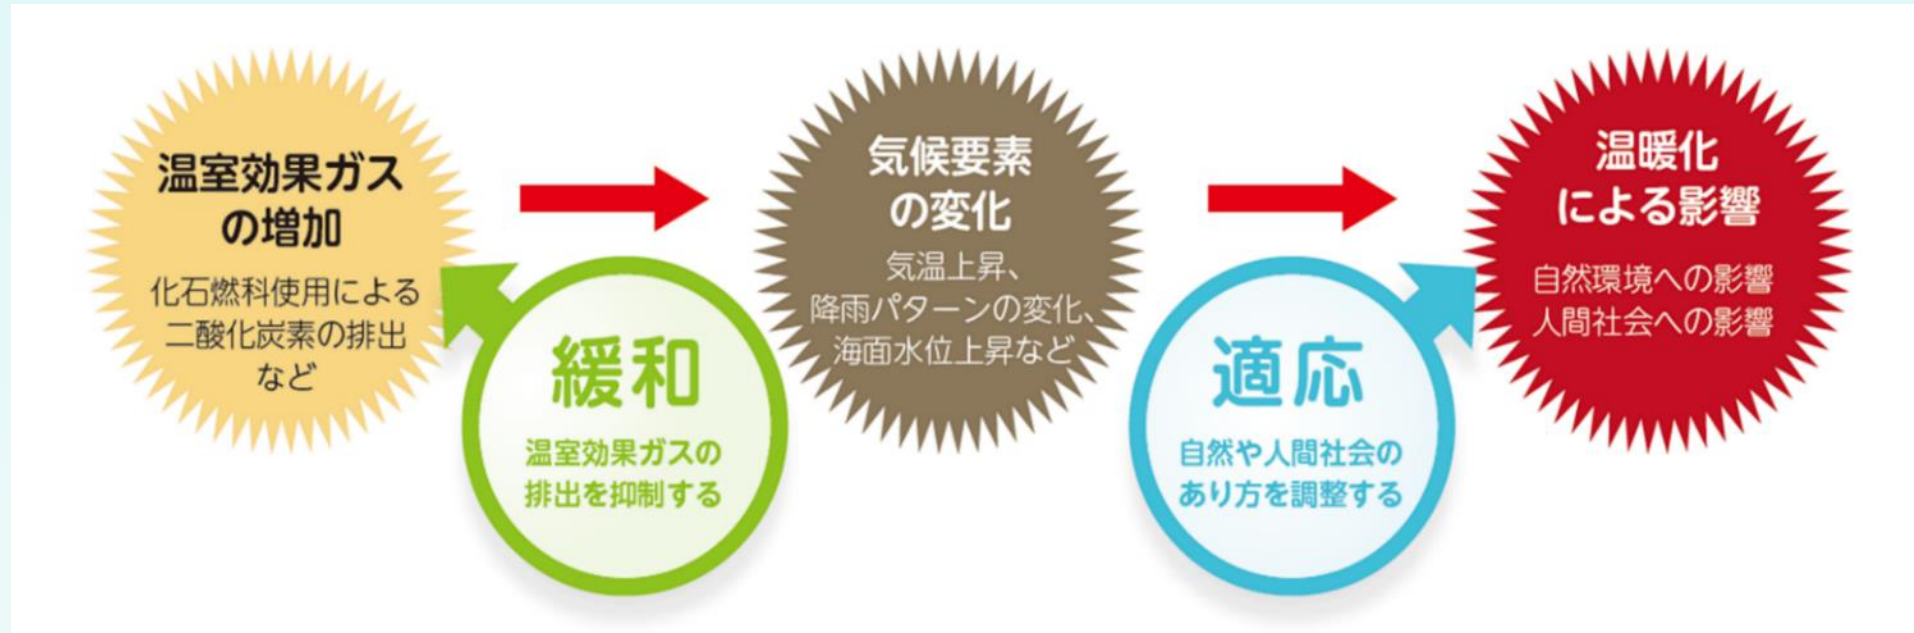 温室効果ガス
の増加
化石燃料使用による
二酸化炭素の排出
など
緩和
温室効果ガスの
排出を抑制する
気候要素
の変化
気温上昇、
降雨パターンの変化、
海面水位上昇など
適応
自然や人間社会の
あり方を調整する
温暖化
による影響
自然環境への影響
人間社会への影響